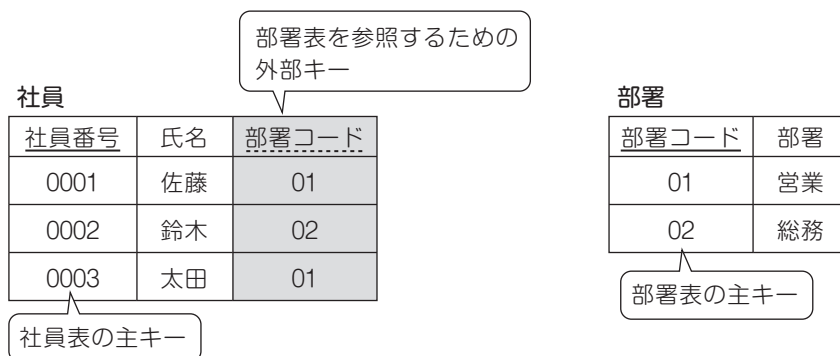 部署表を参照するための
外部キー
社員
部署
社員番号 氏名 部署コード
部署コード 部署
0001 佐藤 01
01 営業
0002 鈴木 02
02 総務
0003 太田 01
部署表の主キー
社員表の主キー